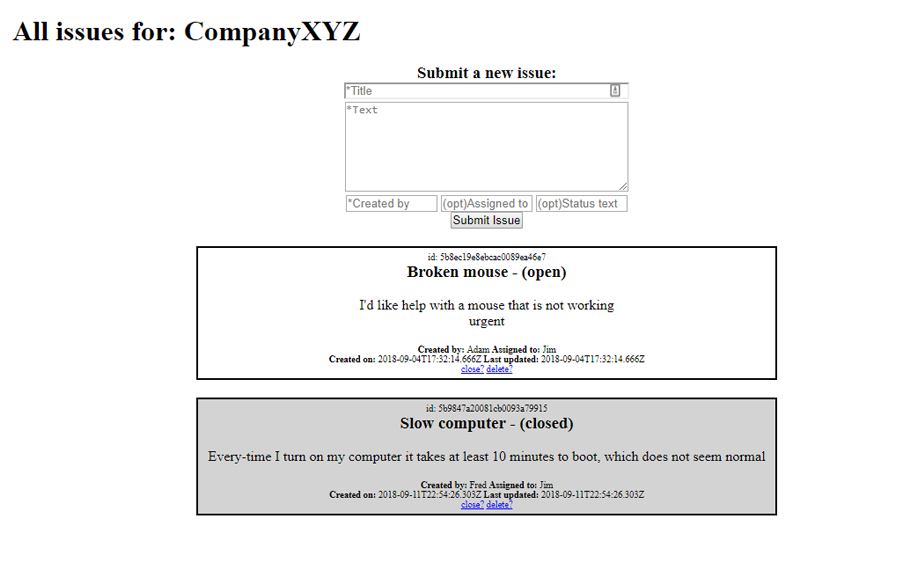 All issues for: CompanyXYZ
Submit a new issue:
*Title
*Text
*Created by (opt)Assigned to (opt)Status text
Submit Issue
id: 5b8ec19e8ebcac0089ea46e7
Broken mouse - (open)
I'd like help with a mouse that is not working
urgent
Created by: Adam Assigned to: Jim
Created on: 2018-09-04T17:32:14.666Z Last updated: 2018-09-04T17:32:14.666Z
close? delete?
id: 5b9847a20081cb0093a79915
Slow computer - (closed)
Every-time I turn on my computer it takes at least 10 minutes to boot, which does not seem normal
Created by: Fred Assigned to: Jim
Created on: 2018-09-11T22:54:26.303Z Last updated: 2018-09-11T22:54:26.303Z
close? delete?